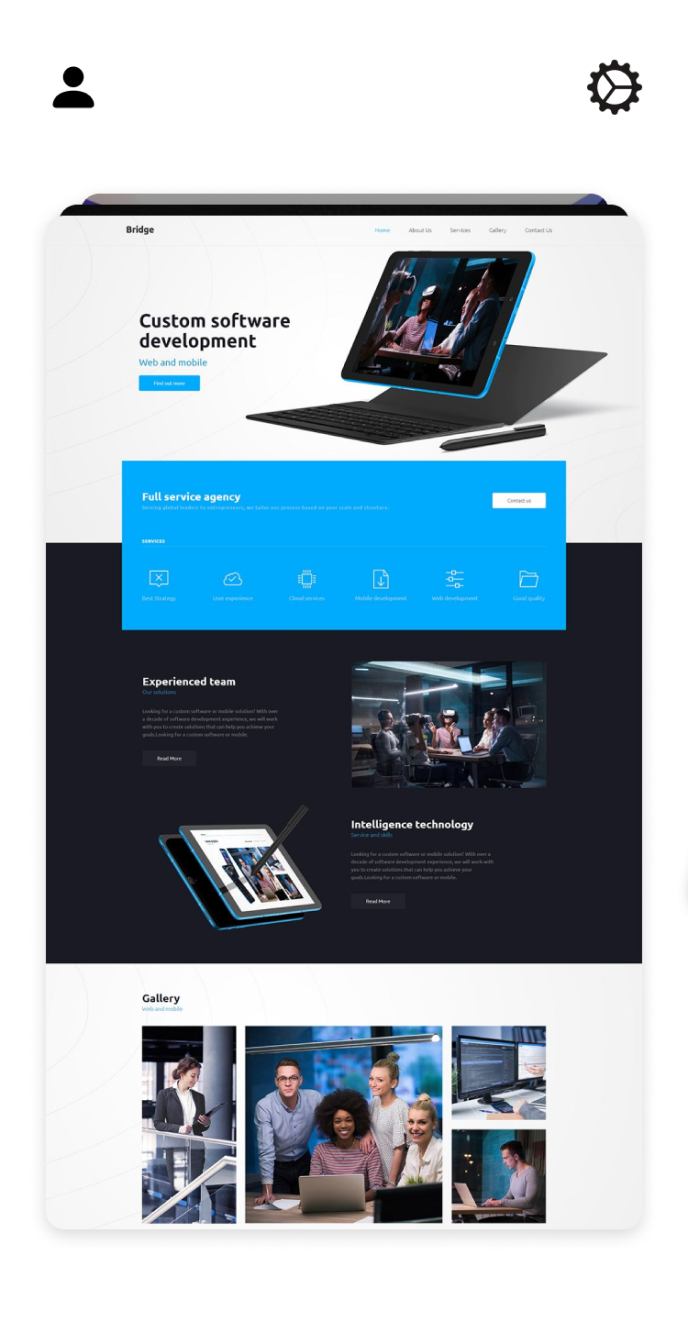 Bridge
Home About Us Services Gallery Contact Us
Custom software
development
Web and mobile
Find out more
Full service agency
Serving global leaders to entrepreneurs, we tailor our process based on your scale and structure.
Contact us
SERVICES
Best Strategy User experience Cloud services Mobile development Web development Good quality
Experienced team
Our solutions
Looking for a custom software or mobile solution? With over
a decade of software development experience, we will work
with you to create solutions that can help you achieve your
goals.Looking for a custom software or mobile.
Read More
Intelligence technology
Service and skills
Looking for a custom software or mobile solution? With over a
decade of software development experience, we will work with
you to create solutions that can help you achieve your
goals.Looking for a custom software or mobile.
Read More
Gallery
Web and mobile